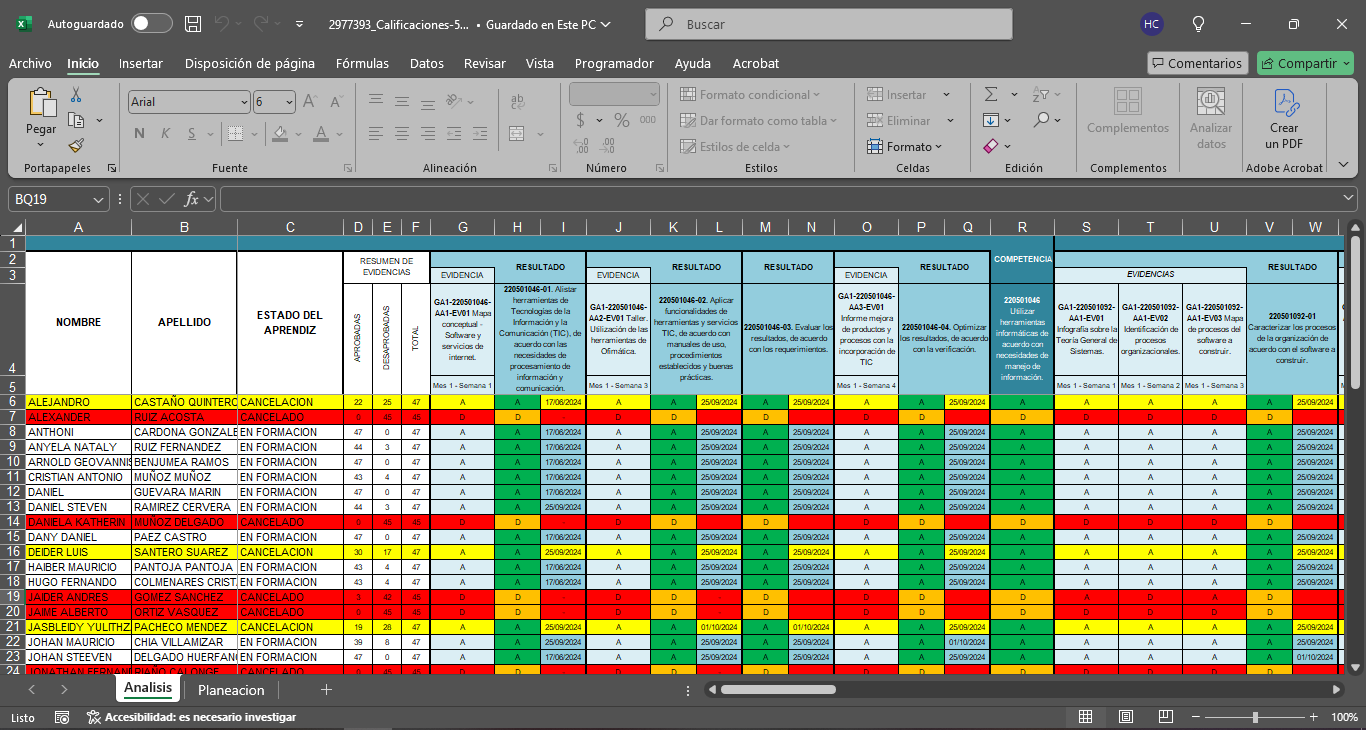 Autoguardado
2977393_Calificaciones-5... • Guardado en Este PC
Buscar
HC
Archivo Inicio Insertar Disposición de página Fórmulas Datos Revisar Vista Programador Ayuda Acrobat
Comentarios Compartir
Pegar
Arial 6
N K S
ab
$ % 000
Formato condicional
Dar formato como tabla
Estilos de celda
Insertar
Eliminar
Formato
Complementos
Analizar datos
Crear un PDF
Portapapeles Fuente Alineación Número Estilos Celdas Edición Complementos Adobe Acrobat
BQ19 fx
A B C D E F G H I J K L M N O P Q R S T U V W
1
2
3
4
5
NOMBRE
APELLIDO
ESTADO DEL APRENDIZ
RESUMEN DE EVIDENCIAS
APROBADAS
DESAPROBADAS
TOTAL
EVIDENCIA
GA1-220501046-AA1-EV01 Mapa conceptual - Software y servicios de internet.
Mes 1 - Semana 1
RESULTADO
220501046-01. Alistar herramientas de Tecnologías de la Información y la Comunicación (TIC), de acuerdo con las necesidades de procesamiento de información y comunicación.
EVIDENCIA
GA1-220501046-AA2-EV01 Taller. Utilización de las herramientas de Ofimática.
Mes 1 - Semana 3
RESULTADO
220501046-02. Aplicar funcionalidades de herramientas y servicios TIC, de acuerdo con manuales de uso, procedimientos establecidos y buenas prácticas.
RESULTADO
220501046-03. Evaluar los resultados, de acuerdo con los requerimientos.
EVIDENCIA
GA1-220501046-AA3-EV01 Informe mejora de productos y procesos con la incorporación de TIC
Mes 1 - Semana 4
RESULTADO
220501046-04. Optimizar los resultados, de acuerdo con la verificación.
COMPETENCIA
220501046 Utilizar herramientas informáticas de acuerdo con necesidades de manejo de información.
EVIDENCIAS
GA1-220501092-AA1-EV01 Infografía sobre la Teoría General de Sistemas.
Mes 1 - Semana 1
GA1-220501092-AA1-EV02 Identificación de procesos organizacionales.
Mes 1 - Semana 2
GA1-220501092-AA1-EV03 Mapa de procesos del software a construir.
Mes 1 - Semana 3
RESULTADO
220501092-01 Caracterizar los procesos de la organización de acuerdo con el software a construir.
6 ALEJANDRO CASTAÑO QUINTERO CANCELACION 22 25 47 A A 17/06/2024 A A 25/09/2024 A 25/09/2024 A A 25/09/2024 A A A A A 25/09/2024
7 ALEXANDER RUIZ ACOSTA CANCELADO 0 45 45 D D - D D - D D D D D D D D
8 ANTHONI CARDONA GONZALE EN FORMACION 47 0 47 A A 17/06/2024 A A 25/09/2024 A 25/09/2024 A A 25/09/2024 A A A A A 25/09/2024
9 ANYELA NATALY RUIZ FERNANDEZ EN FORMACION 44 3 47 A A 17/06/2024 A A 25/09/2024 A 25/09/2024 A A 25/09/2024 A A A A A 25/09/2024
10 ARNOLD GEOVANNIS BENJUMEA RAMOS EN FORMACION 47 0 47 A A 17/06/2024 A A 25/09/2024 A 25/09/2024 A A 25/09/2024 A A A A A 25/09/2024
11 CRISTIAN ANTONIO MUÑOZ MUÑOZ EN FORMACION 43 4 47 A A 17/06/2024 A A 25/09/2024 A 25/09/2024 A A 25/09/2024 A A A A A 25/09/2024
12 DANIEL GUEVARA MARIN EN FORMACION 47 0 47 A A 17/06/2024 A A 25/09/2024 A 25/09/2024 A A 25/09/2024 A A A A A 25/09/2024
13 DANIEL STEVEN RAMIREZ CERVERA EN FORMACION 44 3 47 A A 25/09/2024 A A 25/09/2024 A 25/09/2024 A A 25/09/2024 A A A A A 25/09/2024
14 DANIELA KATHERIN MUÑOZ DELGADO CANCELADO 0 45 45 D D - D D - D D D D D D D D
15 DANY DANIEL PAEZ CASTRO EN FORMACION 47 0 47 A A 17/06/2024 A A 25/09/2024 A 25/09/2024 A A 25/09/2024 A A A A A 25/09/2024
16 DEIDER LUIS SANTERO SUAREZ CANCELACION 30 17 47 A A 25/09/2024 A A 25/09/2024 A 25/09/2024 A A 25/09/2024 A A A A A 25/09/2024
17 HAIBER MAURICIO PANTOJA PANTOJA EN FORMACION 43 4 47 A A 17/06/2024 A A 25/09/2024 A 25/09/2024 A A 25/09/2024 A A A A A 25/09/2024
18 HUGO FERNANDO COLMENARES CRIST EN FORMACION 43 4 47 A A 17/06/2024 A A 25/09/2024 A 25/09/2024 A A 25/09/2024 A A A A A 25/09/2024
19 JAIDER ANDRES GOMEZ SANCHEZ CANCELADO 3 42 45 D D - D D - D D D D A D A D
20 JAIME ALBERTO ORTIZ VASQUEZ CANCELADO 0 45 45 D D - D D D D D D D D D D
21 JASBLEIDY YULITHZ PACHECO MENDEZ CANCELACION 19 28 47 A A 25/09/2024 A A 01/10/2024 A 01/10/2024 A A 25/09/2024 A A A A A 25/09/2024
22 JOHAN MAURICIO CHIA VILLAMIZAR EN FORMACION 39 8 47 A A 25/09/2024 A A 25/09/2024 A 25/09/2024 A A 01/10/2024 A A A A A 25/09/2024
23 JOHAN STEEVEN DELGADO HUERFANO EN FORMACION 47 0 47 A A 17/06/2024 A A 25/09/2024 A 25/09/2024 A A 25/09/2024 A A A A A 01/10/2024
24 JONATHAN FERNAN RIAÑO CALONGE CANCELADO 0 45 45 D D D D D D D D D D D D
Analisis Planeacion
Listo Accesibilidad: es necesario investigar 100%